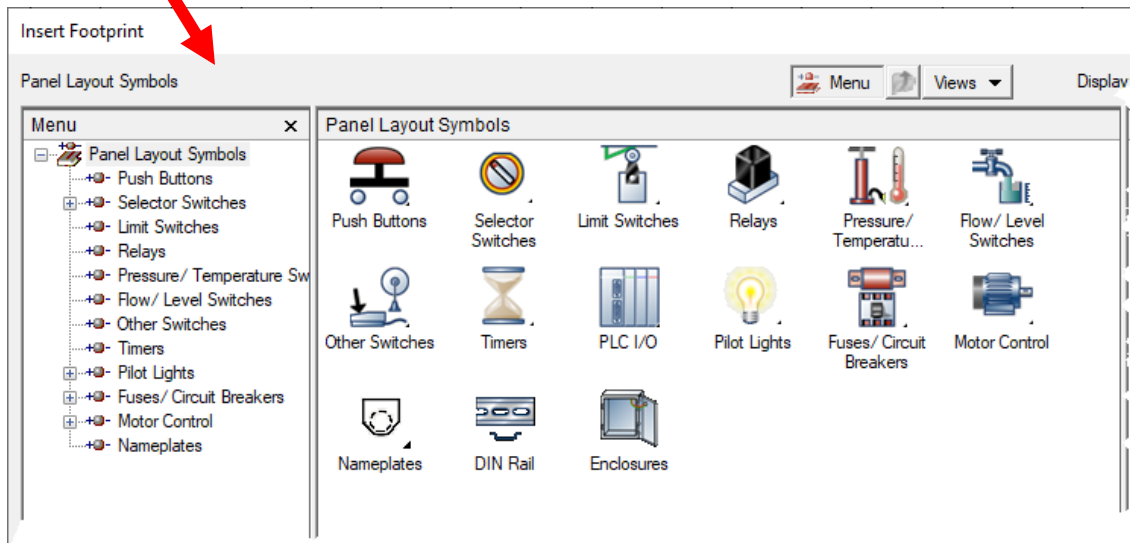 Insert Footprint
Panel Layout Symbols
Menu
Views
Display
Menu
Panel Layout Symbols
Push Buttons
Selector Switches
Limit Switches
Relays
Pressure/ Temperature Sw
Flow/ Level Switches
Other Switches
Timers
Pilot Lights
Fuses/ Circuit Breakers
Motor Control
Nameplates
Panel Layout Symbols
Push Buttons
Selector
Switches
Limit Switches
Relays
Pressure/
Temperatu...
Flow/ Level
Switches
Other Switches
Timers
PLC I/O
Pilot Lights
Fuses/ Circuit
Breakers
Motor Control
Nameplates
DIN Rail
Enclosures